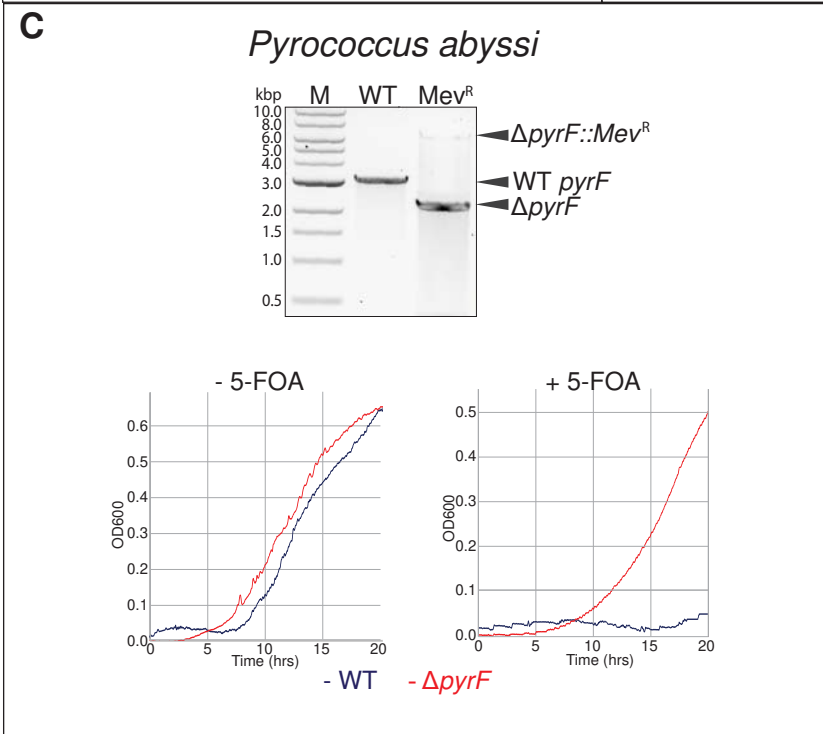 C
Pyrococcus abyssi
kbp M WT Mevᴿ
10.0
8.0
6.0
5.0
4.0
3.0
2.0
1.5
1.0
0.5
ΔpyrF::Mevᴿ
WT pyrF
ΔpyrF
- 5-FOA
OD600
0.6
0.5
0.4
0.3
0.2
0.1
0.0
0 5 10 15 20
Time (hrs)
+ 5-FOA
OD600
0.5
0.4
0.3
0.2
0.1
0.0
0 5 10 15 20
Time (hrs)
- WT - ΔpyrF